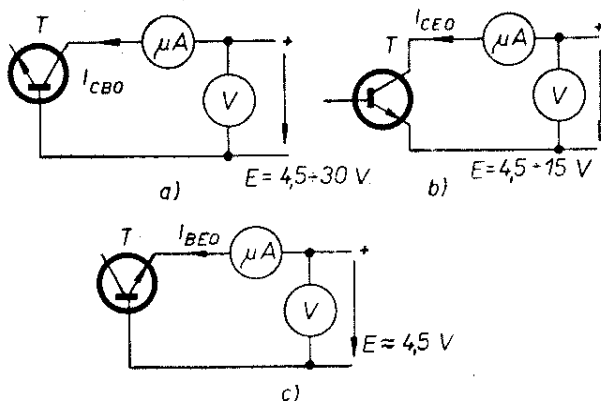 T
I_CBO
μA
+
V
E = 4,5÷30 V
a)
I_CEO
T
μA
+
V
E = 4,5÷15 V
b)
T
I_BEO
μA
+
V
E ≈ 4,5 V
c)